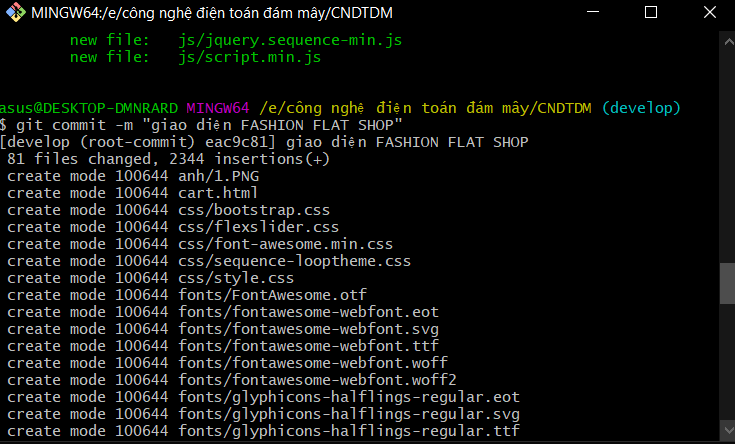 MINGW64:/e/công nghệ điện toán đám mây/CNDTDM
new file:   js/jquery.sequence-min.js
new file:   js/script.min.js
asus@DESKTOP-DMNRARD MINGW64 /e/công nghệ điện toán đám mây/CNDTDM (develop)
$ git commit -m "giao diện FASHION FLAT SHOP"
[develop (root-commit) eac9c81] giao diện FASHION FLAT SHOP
 81 files changed, 2344 insertions(+)
 create mode 100644 anh/1.PNG
 create mode 100644 cart.html
 create mode 100644 css/bootstrap.css
 create mode 100644 css/flexslider.css
 create mode 100644 css/font-awesome.min.css
 create mode 100644 css/sequence-looptheme.css
 create mode 100644 css/style.css
 create mode 100644 fonts/FontAwesome.otf
 create mode 100644 fonts/fontawesome-webfont.eot
 create mode 100644 fonts/fontawesome-webfont.svg
 create mode 100644 fonts/fontawesome-webfont.ttf
 create mode 100644 fonts/fontawesome-webfont.woff
 create mode 100644 fonts/fontawesome-webfont.woff2
 create mode 100644 fonts/glyphicons-halflings-regular.eot
 create mode 100644 fonts/glyphicons-halflings-regular.svg
 create mode 100644 fonts/glyphicons-halflings-regular.ttf